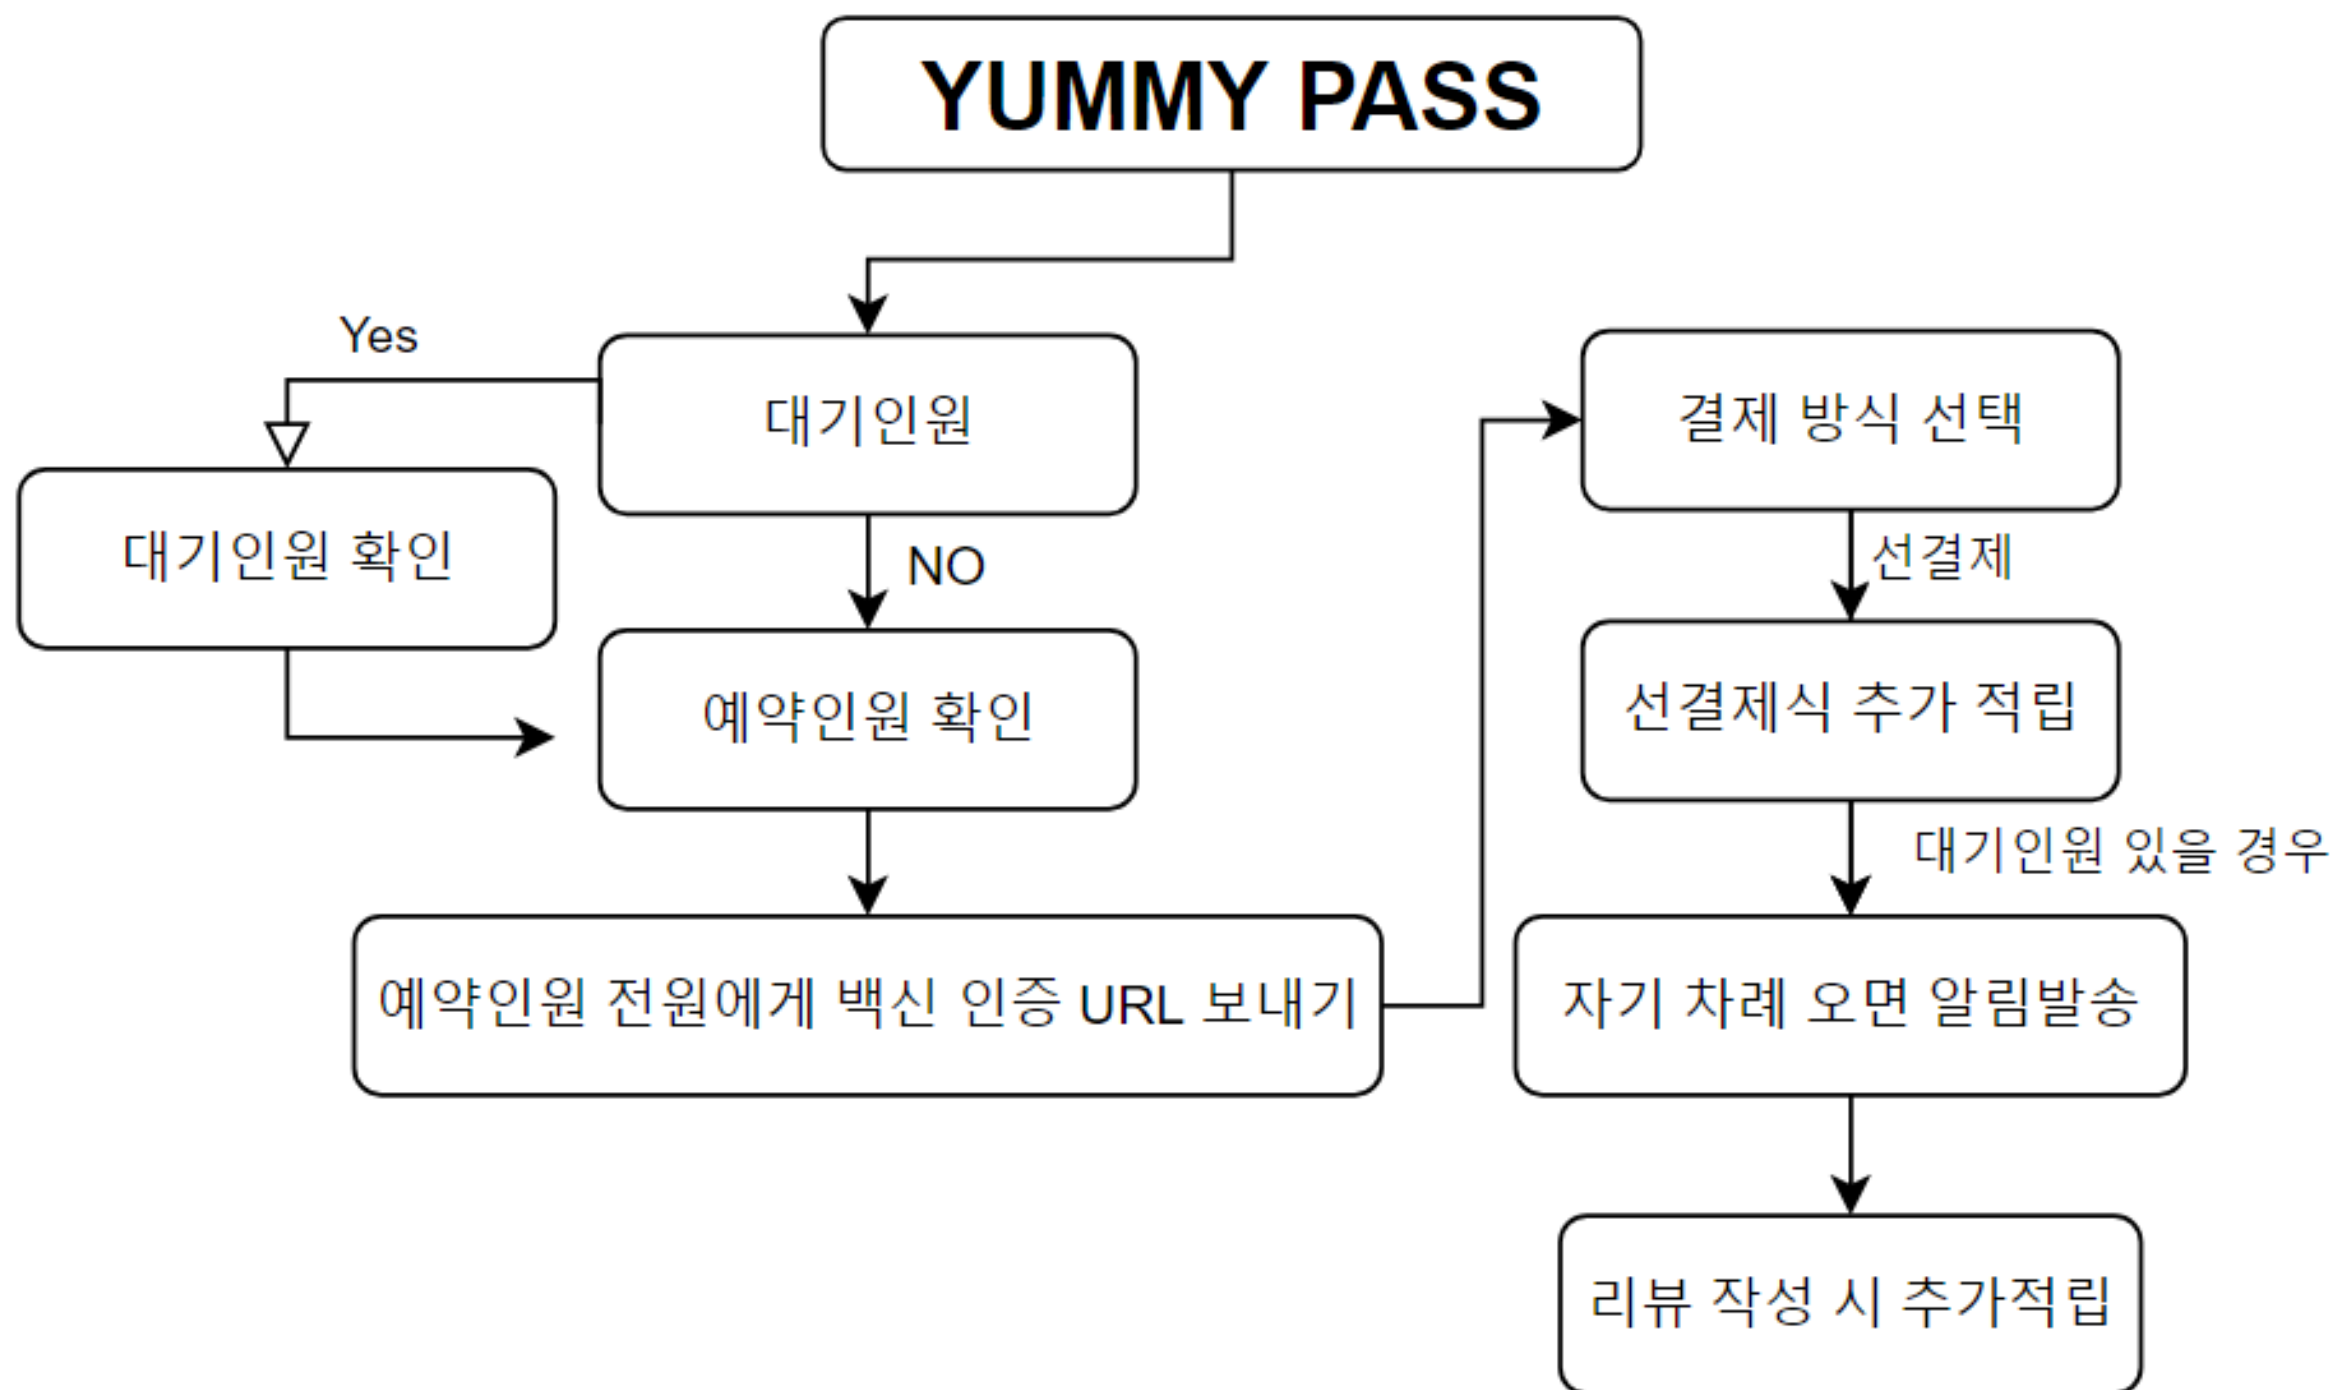 YUMMY PASS
Yes
대기인원
대기인원 확인
NO
예약인원 확인
예약인원 전원에게 백신 인증 URL 보내기
결제 방식 선택
선결제
선결제식 추가 적립
대기인원 있을 경우
자기 차례 오면 알림발송
리뷰 작성 시 추가적립